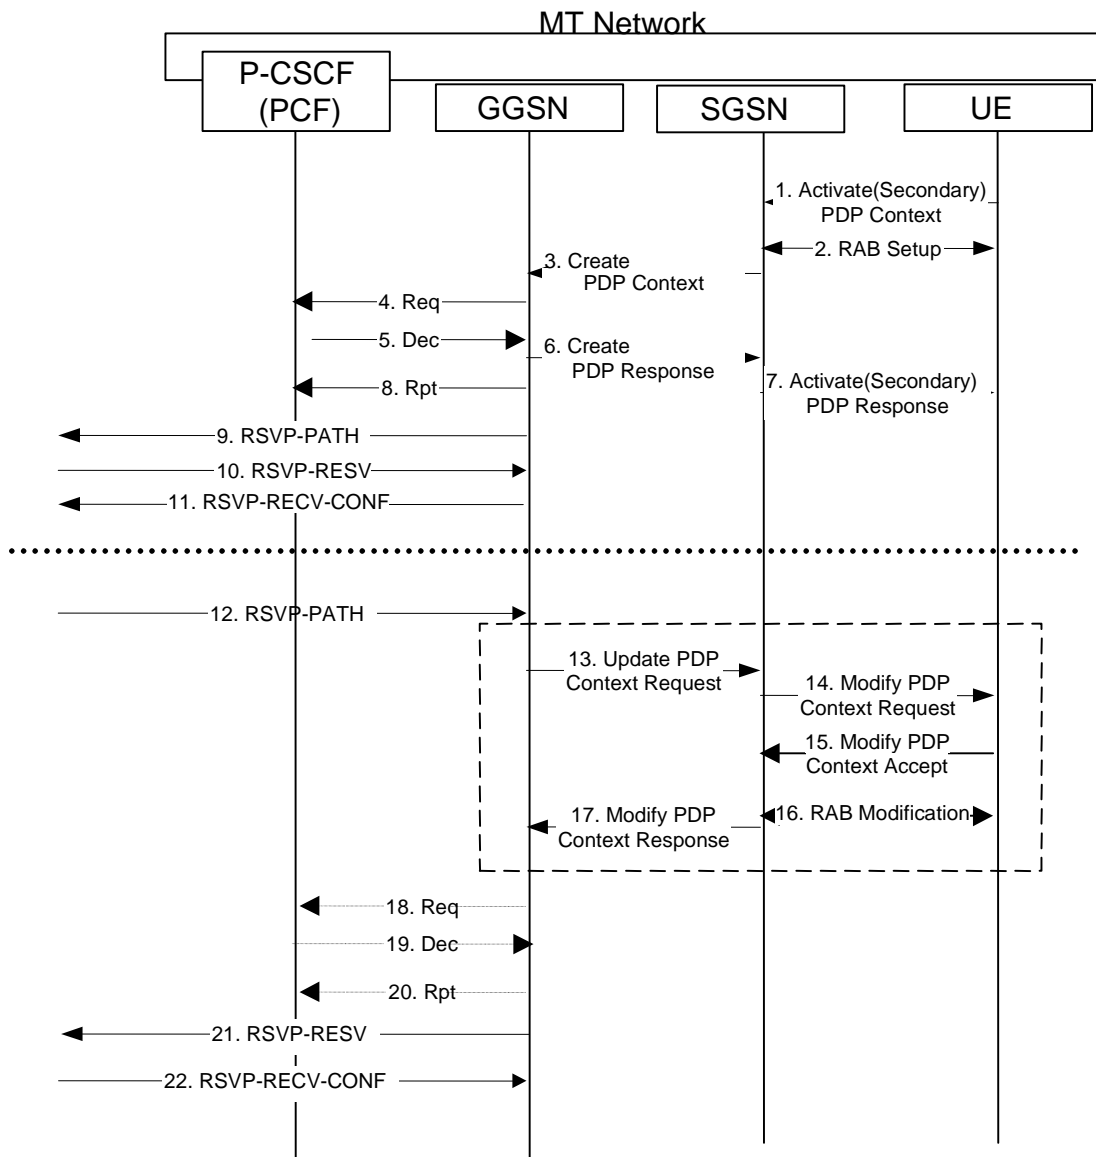 MT Network
P-CSCF
(PCF)
GGSN
SGSN
UE
1. Activate(Secondary)
PDP Context
2. RAB Setup
3. Create
PDP Context
4. Req
5. Dec
6. Create
PDP Response
7. Activate(Secondary)
PDP Response
8. Rpt
9. RSVP-PATH
10. RSVP-RESV
11. RSVP-RECV-CONF
12. RSVP-PATH
13. Update PDP
Context Request
14. Modify PDP
Context Request
15. Modify PDP
Context Accept
16. RAB Modification
17. Modify PDP
Context Response
18. Req
19. Dec
20. Rpt
21. RSVP-RESV
22. RSVP-RECV-CONF